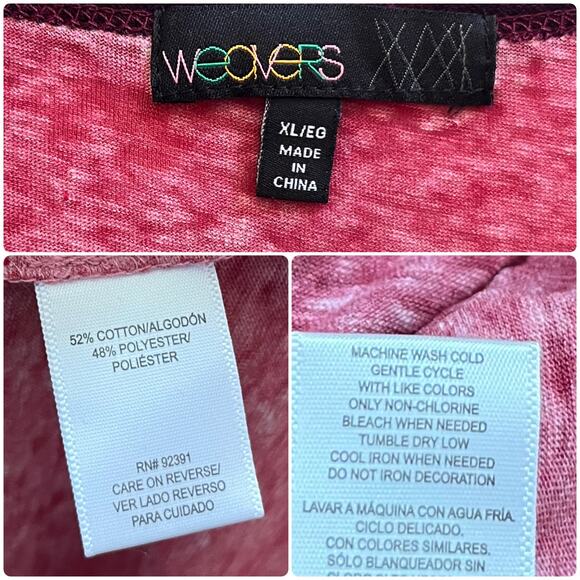 WEAVERS
XL/EG
MADE
IN
CHINA
52% COTTON/ALGODÓN
48% POLYESTER/
POLIÉSTER
RN# 92391
CARE ON REVERSE/
VER LADO REVERSO
PARA CUIDADO
MACHINE WASH COLD
GENTLE CYCLE
WITH LIKE COLORS
ONLY NON-CHLORINE
BLEACH WHEN NEEDED
TUMBLE DRY LOW
COOL IRON WHEN NEEDED
DO NOT IRON DECORATION
LAVAR A MÁQUINA CON AGUA FRÍA.
CICLO DELICADO.
CON COLORES SIMILARES.
SÓLO BLANQUEADOR SIN